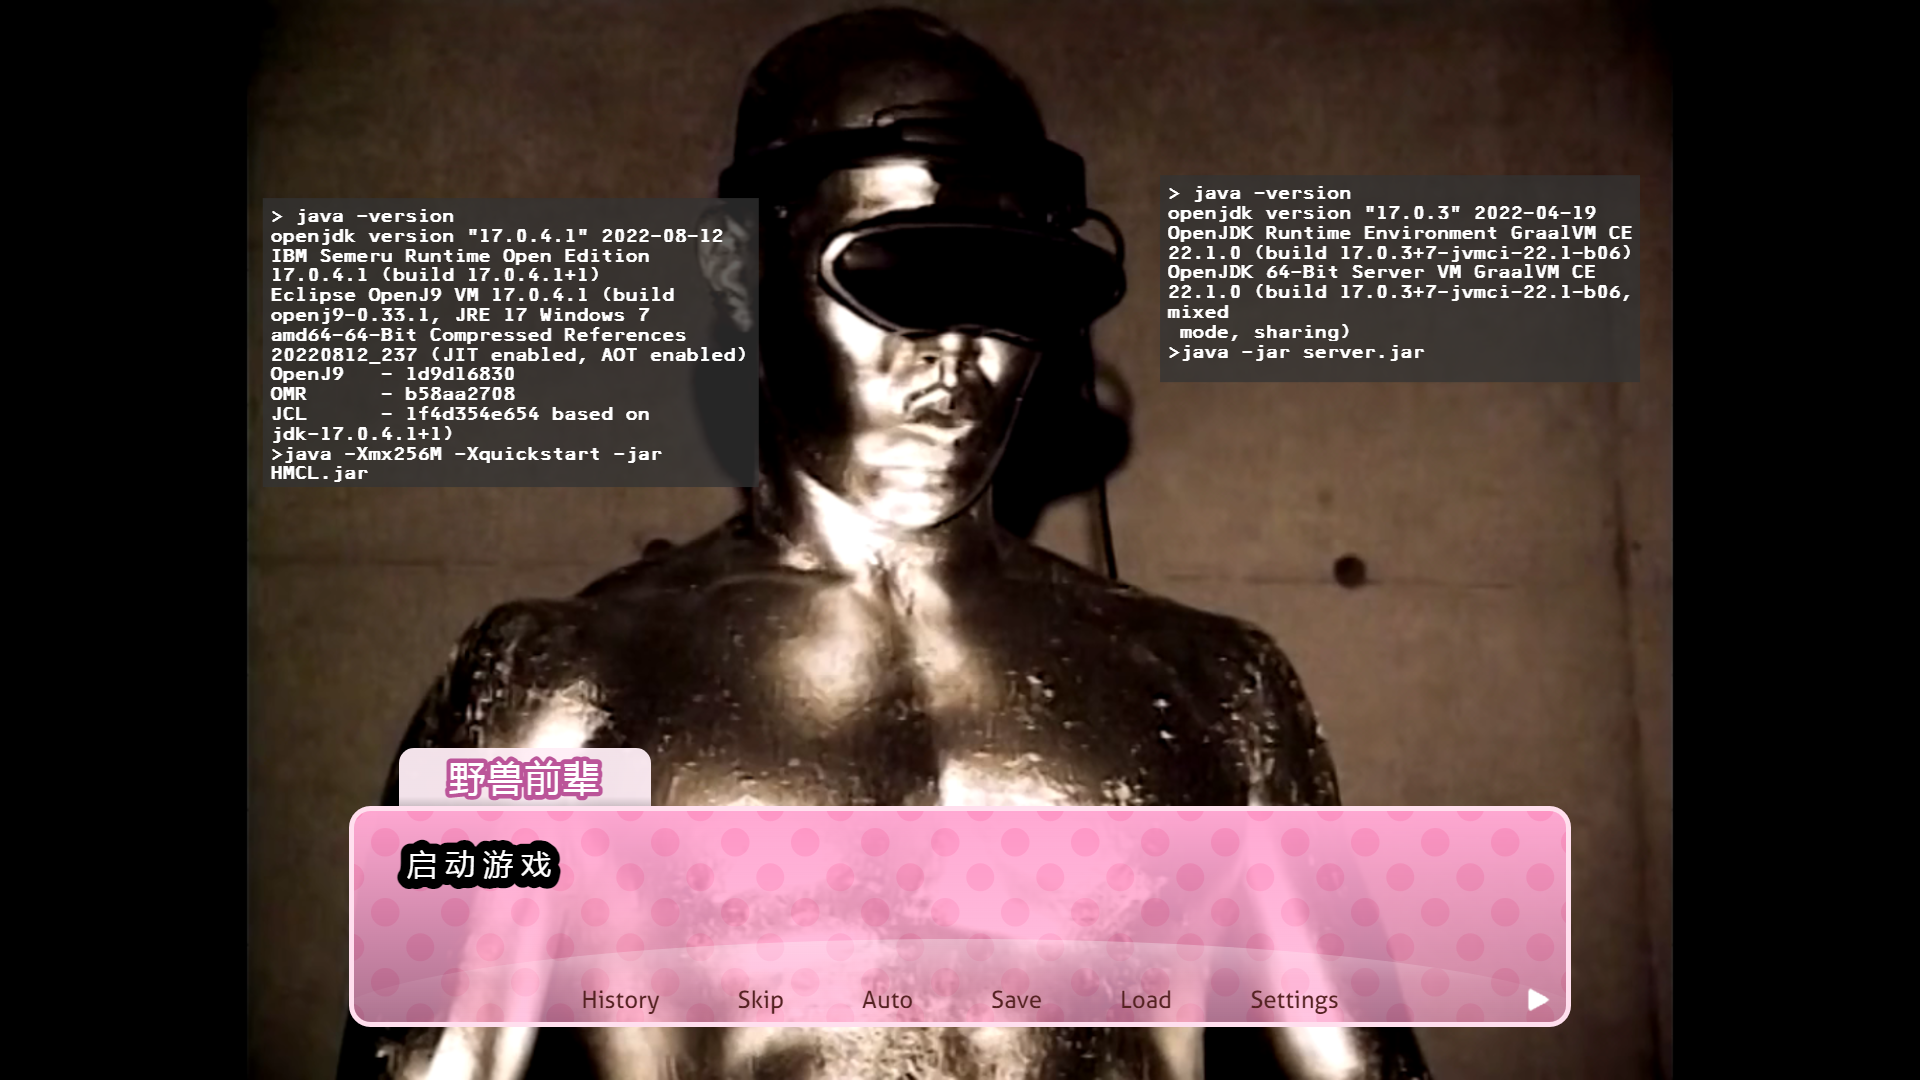 > java -version
openjdk version "17.0.4.1" 2022-08-12
IBM Semeru Runtime Open Edition
17.0.4.1 (build 17.0.4.1+1)
Eclipse OpenJ9 VM 17.0.4.1 (build
openj9-0.33.1, JRE 17 Windows 7
amd64-64-Bit Compressed References
20220812_237 (JIT enabled, AOT enabled)
OpenJ9   - 1d9d16830
OMR      - b58aa2708
JCL      - 1f4d354e654 based on
jdk-17.0.4.1+1)
>java -Xmx256M -Xquickstart -jar
HMCL.jar
> java -version
openjdk version "17.0.3" 2022-04-19
OpenJDK Runtime Environment GraalVM CE
22.1.0 (build 17.0.3+7-jvmci-22.1-b06)
OpenJDK 64-Bit Server VM GraalVM CE
22.1.0 (build 17.0.3+7-jvmci-22.1-b06,
mixed
 mode, sharing)
>java -jar server.jar
野兽前辈
启动游戏
History Skip Auto Save Load Settings